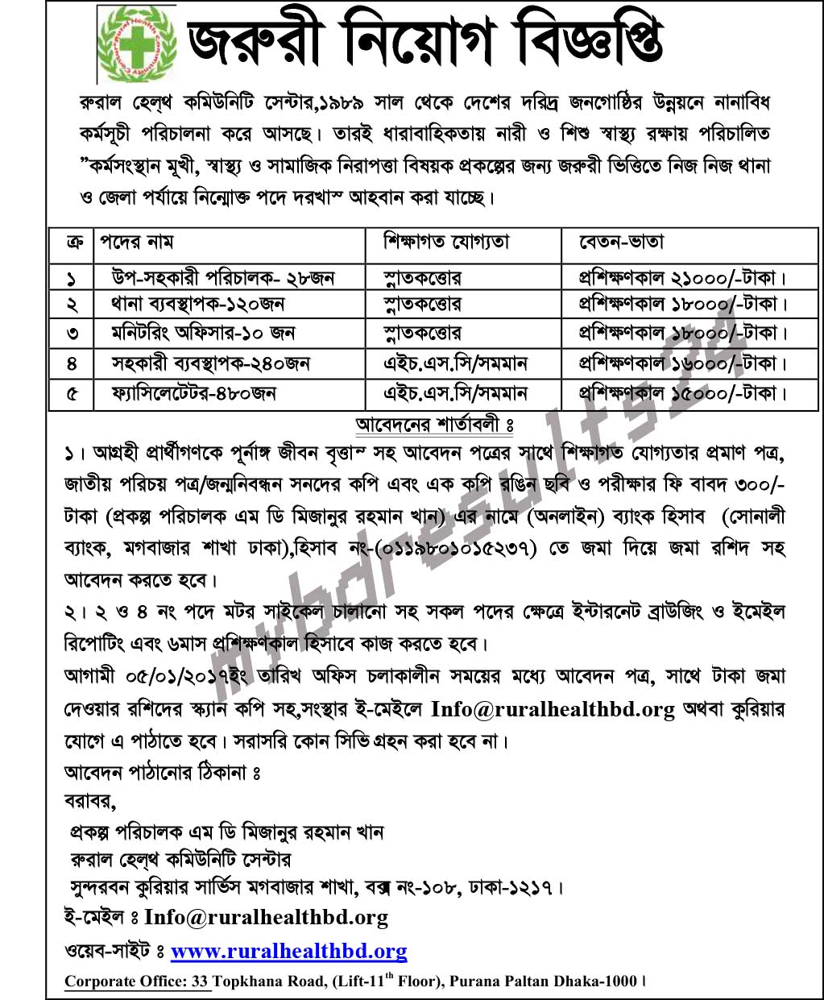 Rural Health Community Center
জরুরী নিয়োগ বিজ্ঞপ্তি
রুরাল হেল্থ কমিউনিটি সেন্টার,১৯৮৯ সাল থেকে দেশের দরিদ্র জনগোষ্ঠির উন্নয়নে নানাবিধ
কর্মসূচী পরিচালনা করে আসছে। তারই ধারাবাহিকতায় নারী ও শিশু স্বাস্থ্য রক্ষায় পরিচালিত
”কর্মসংস্থান মূখী, স্বাস্থ্য ও সামাজিক নিরাপত্তা বিষয়ক প্রকল্পের জন্য জরুরী ভিত্তিতে নিজ নিজ থানা
ও জেলা পর্যায়ে নিন্মোক্ত পদে দরখাস্ আহবান করা যাচ্ছে।
ক্র পদের নাম শিক্ষাগত যোগ্যতা বেতন-ভাতা
১ উপ-সহকারী পরিচালক- ২৮জন স্নাতকত্তোর প্রশিক্ষণকাল ২১০০০/-টাকা।
২ থানা ব্যবস্থাপক-১২০জন স্নাতকত্তোর প্রশিক্ষণকাল ১৮০০০/-টাকা।
৩ মনিটরিং অফিসার-১০ জন স্নাতকত্তোর প্রশিক্ষণকাল ১৮০০০/-টাকা।
৪ সহকারী ব্যবস্থাপক-২৪০জন এইচ.এস.সি/সমমান প্রশিক্ষণকাল ১৬০০০/-টাকা।
৫ ফ্যাসিলেটেটর-৪৮০জন এইচ.এস.সি/সমমান প্রশিক্ষণকাল ১৫০০০/-টাকা।
আবেদনের শার্তাবলী ঃ
১। আগ্রহী প্রার্থীগণকে পূর্নাঙ্গ জীবন বৃত্তাস্ সহ আবেদন পত্রের সাথে শিক্ষাগত যোগ্যতার প্রমাণ পত্র,
জাতীয় পরিচয় পত্র/জন্মনিবন্ধন সনদের কপি এবং এক কপি রঙিন ছবি ও পরীক্ষার ফি বাবদ ৩০০/-
টাকা (প্রকল্প পরিচালক এম ডি মিজানুর রহমান খান) এর নামে (অনলাইন) ব্যাংক হিসাব (সোনালী
ব্যাংক, মগবাজার শাখা ঢাকা),হিসাব নং-(০১১৯৮০১০১৫২৩৭) তে জমা দিয়ে জমা রশিদ সহ
আবেদন করতে হবে।
২। ২ ও ৪ নং পদে মটর সাইকেল চালানো সহ সকল পদের ক্ষেত্রে ইন্টারনেট ব্রাউজিং ও ইমেইল
রিপোটিং এবং ৬মাস প্রশিক্ষণকাল হিসাবে কাজ করতে হবে।
আগামী ০৫/০১/২০১৭ইং তারিখ অফিস চলাকালীন সময়ের মধ্যে আবেদন পত্র, সাথে টাকা জমা
দেওয়ার রশিদের স্ক্যান কপি সহ,সংস্থার ই-মেইলে Info@ruralhealthbd.org অথবা কুরিয়ার
যোগে এ পাঠাতে হবে। সরাসরি কোন সিভি গ্রহন করা হবে না।
আবেদন পাঠানোর ঠিকানা ঃ
বরাবর,
প্রকল্প পরিচালক এম ডি মিজানুর রহমান খান
রুরাল হেল্থ কমিউনিটি সেন্টার
সুন্দরবন কুরিয়ার সার্ভিস মগবাজার শাখা, বক্স নং-১০৮, ঢাকা-১২১৭।
ই-মেইল ঃ Info@ruralhealthbd.org
ওয়েব-সাইট ঃ www.ruralhealthbd.org
Corporate Office: 33 Topkhana Road, (Lift-11th Floor), Purana Paltan Dhaka-1000।
mybdresults24